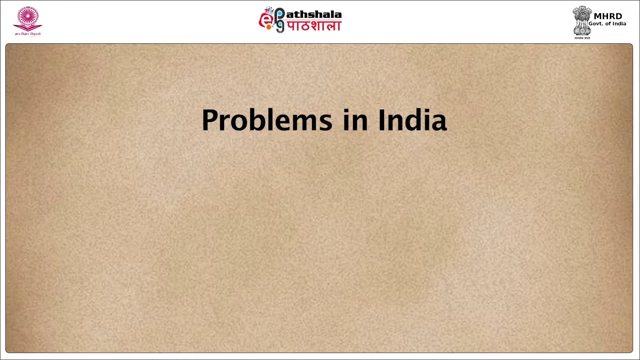 ePathshala
पाठशाला
MHRD
Govt. of India
Problems in India